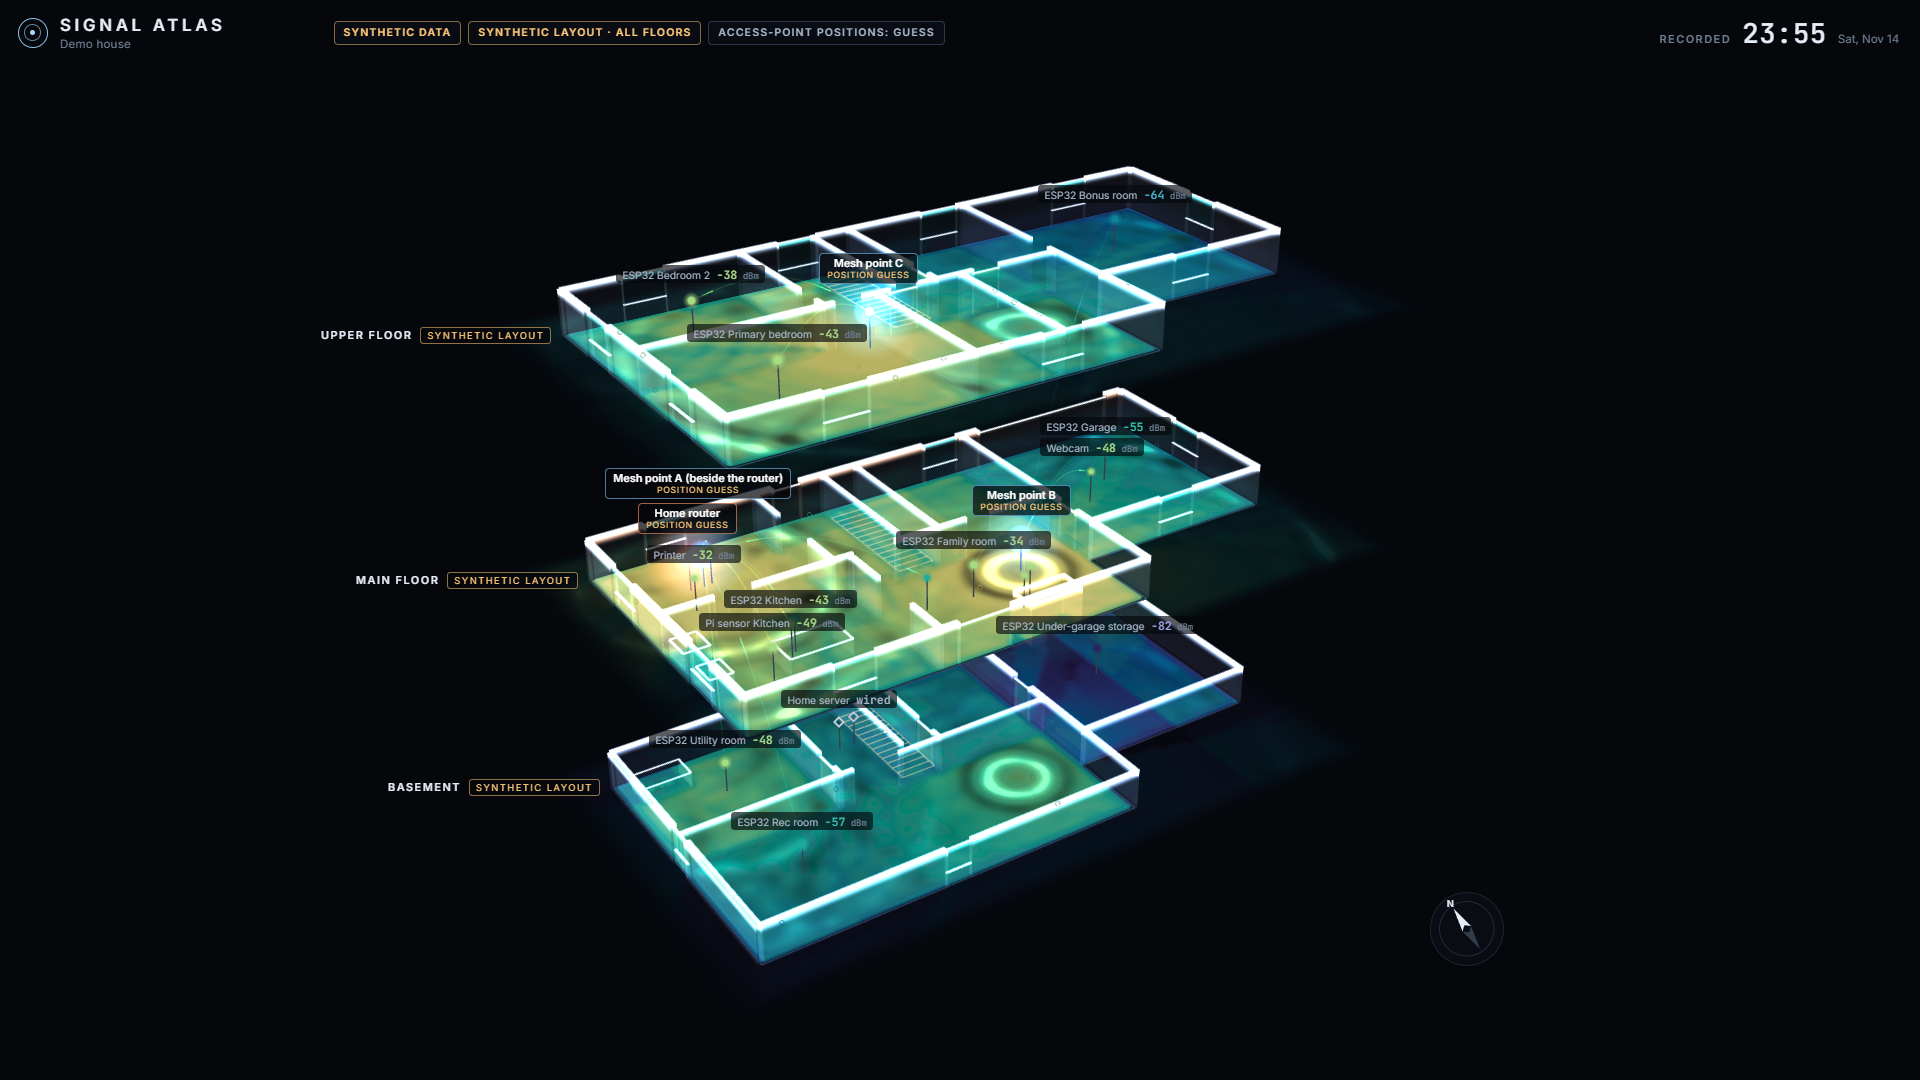 SIGNAL ATLAS
Demo house
SYNTHETIC DATA
SYNTHETIC LAYOUT · ALL FLOORS
ACCESS-POINT POSITIONS: GUESS
RECORDED 23:55 Sat, Nov 14
ESP32 Bonus room -64 dBm
Mesh point C
POSITION GUESS
ESP32 Bedroom 2 -38 dBm
ESP32 Primary bedroom -43 dBm
UPPER FLOOR SYNTHETIC LAYOUT
ESP32 Garage -55 dBm
Webcam -48 dBm
Mesh point A (beside the router)
POSITION GUESS
Mesh point B
POSITION GUESS
Home router
POSITION GUESS
ESP32 Family room -34 dBm
Printer -32 dBm
MAIN FLOOR SYNTHETIC LAYOUT
ESP32 Kitchen -43 dBm
Pi sensor Kitchen -49 dBm
ESP32 Under-garage storage -82 dBm
Home server wired
ESP32 Utility room -48 dBm
BASEMENT SYNTHETIC LAYOUT
ESP32 Rec room -57 dBm
N